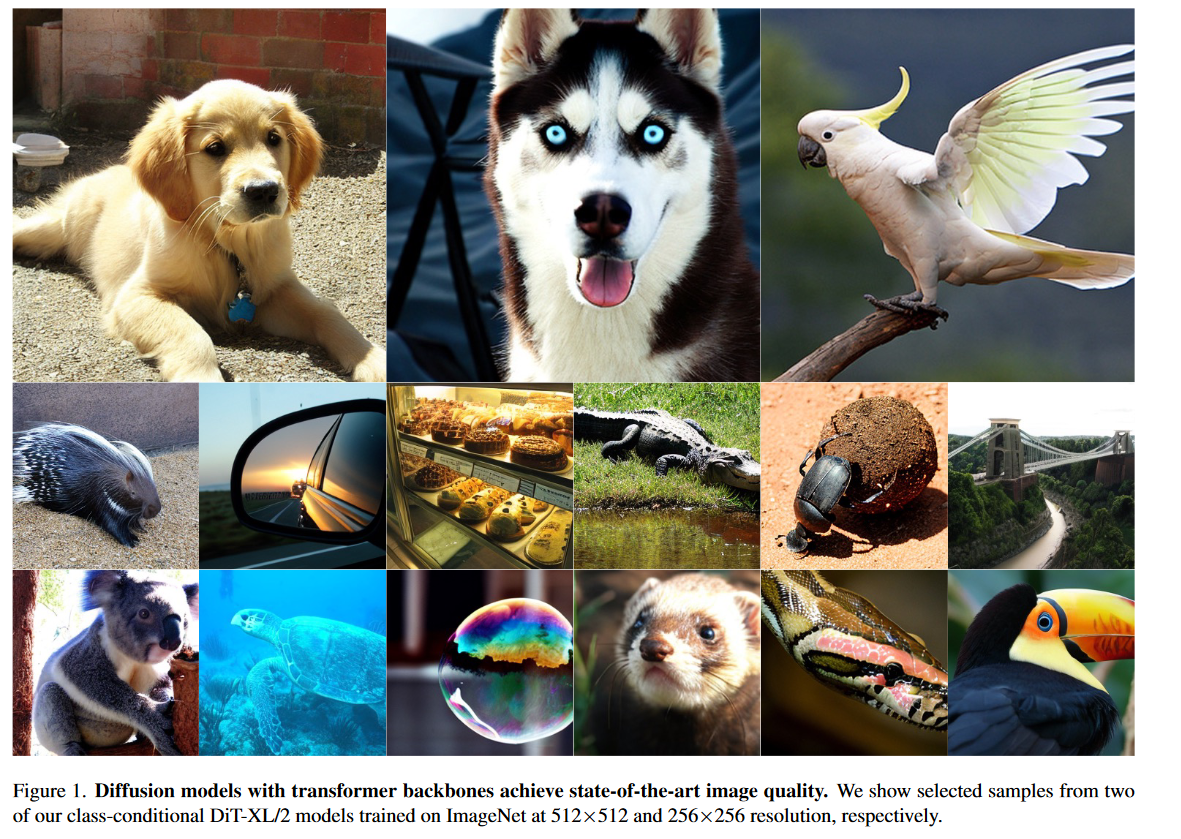 Figure 1. Diffusion models with transformer backbones achieve state-of-the-art image quality. We show selected samples from two
of our class-conditional DiT-XL/2 models trained on ImageNet at 512×512 and 256×256 resolution, respectively.